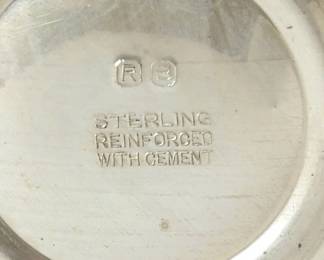 STERLING
REINFORCED
WITH CEMENT